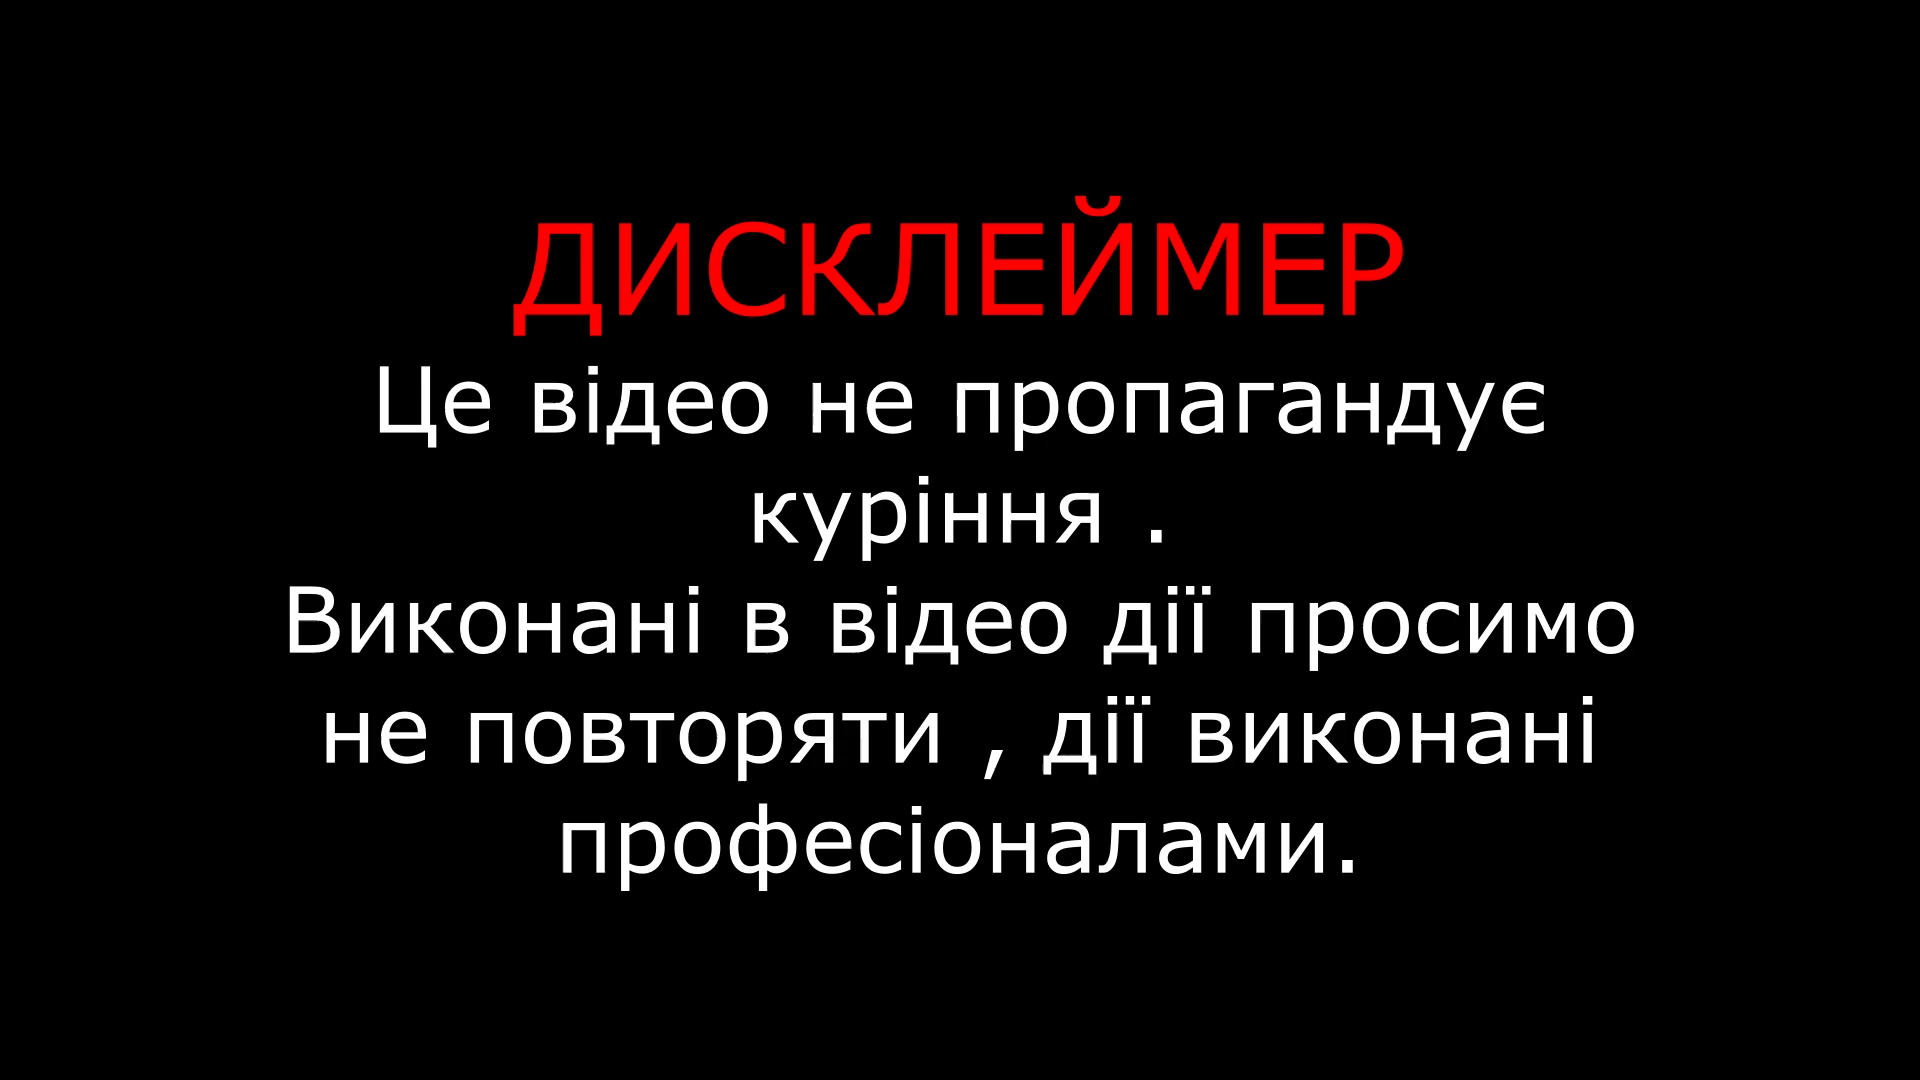 ДИСКЛЕЙМЕР
Це відео не пропагандує
куріння .
Виконані в відео дії просимо
не повторяти , дії виконані
професіоналами.